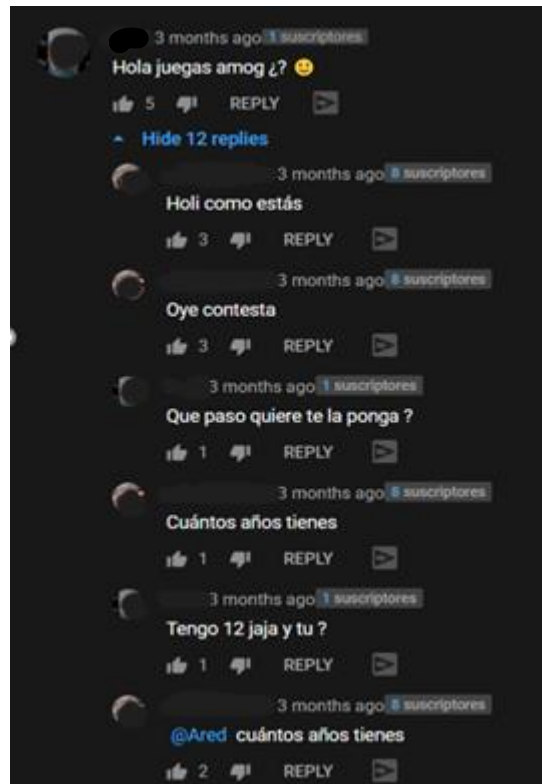 3 months ago 1 suscriptores
Hola juegas amog ¿? 
5 REPLY
Hide 12 replies
3 months ago 8 suscriptores
Holi como estás
3 REPLY
3 months ago 8 suscriptores
Oye contesta
3 REPLY
3 months ago 1 suscriptores
Que paso quiere te la ponga ?
1 REPLY
3 months ago 8 suscriptores
Cuántos años tienes
1 REPLY
3 months ago 1 suscriptores
Tengo 12 jaja y tu ?
1 REPLY
3 months ago 8 suscriptores
@Ared cuántos años tienes
2 REPLY